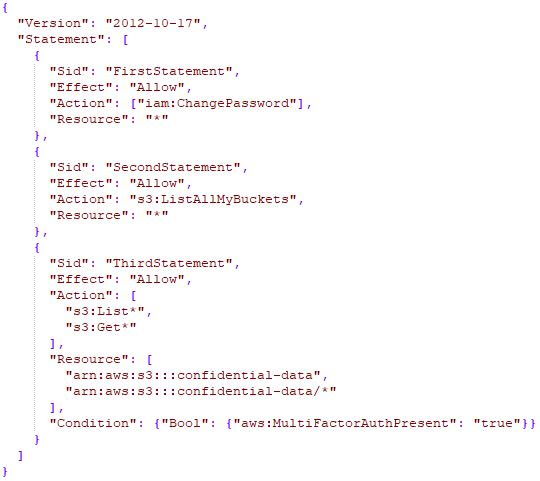 {
  "Version": "2012-10-17",
  "Statement": [
    {
      "Sid": "FirstStatement",
      "Effect": "Allow",
      "Action": ["iam:ChangePassword"],
      "Resource": "*"
    },
    {
      "Sid": "SecondStatement",
      "Effect": "Allow",
      "Action": "s3:ListAllMyBuckets",
      "Resource": "*"
    },
    {
      "Sid": "ThirdStatement",
      "Effect": "Allow",
      "Action": [
        "s3:List*",
        "s3:Get*"
      ],
      "Resource": [
        "arn:aws:s3:::confidential-data",
        "arn:aws:s3:::confidential-data/*"
      ],
      "Condition": {"Bool": {"aws:MultiFactorAuthPresent": "true"}}
    }
  ]
}